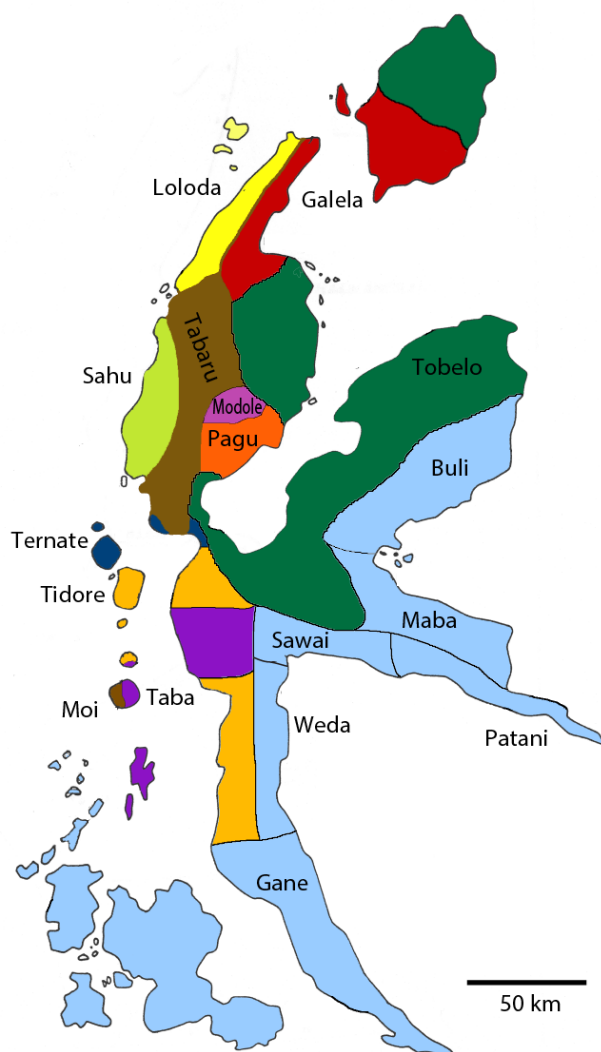 Loloda
Galela
Tabaru
Tobelo
Sahu
Modole
Pagu
Buli
Ternate
Tidore
Maba
Sawai
Taba
Moi
Weda
Patani
Gane
50 km